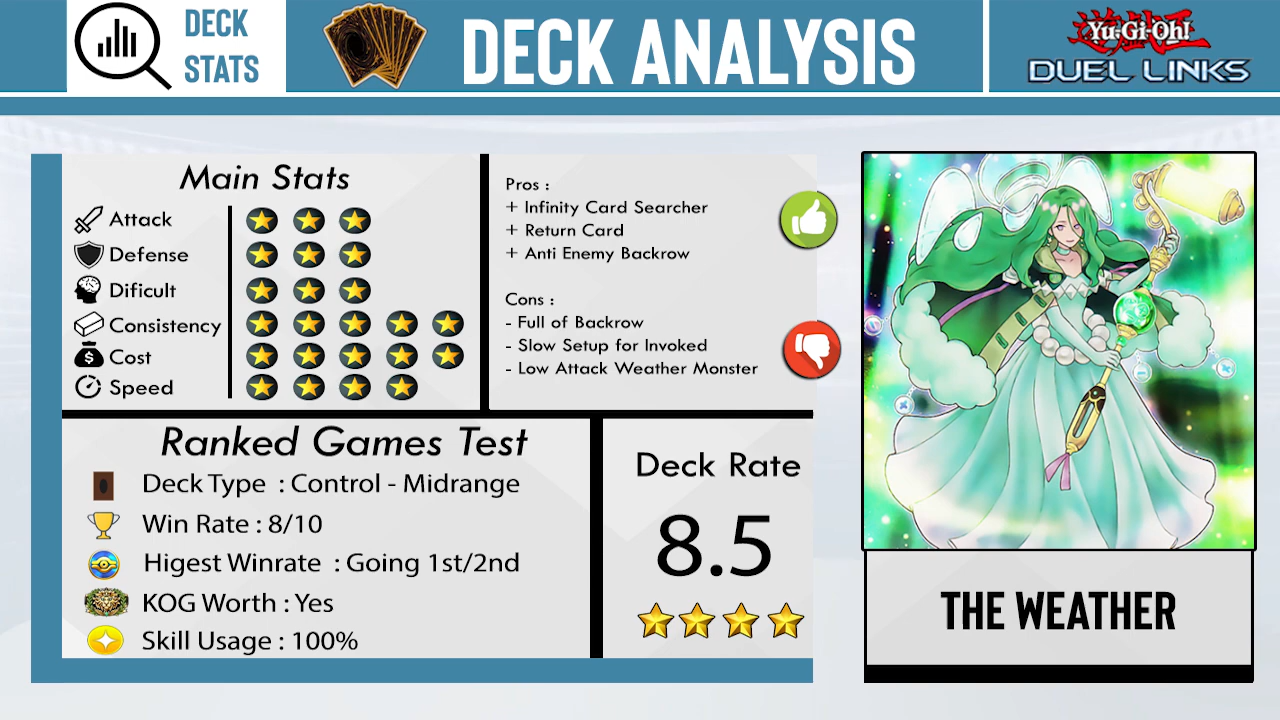 DECK
STATS
DECK ANALYSIS
Yu-Gi-Oh!
DUEL LINKS
Main Stats
Attack
Defense
Dificult
Consistency
Cost
Speed
Pros :
+ Infinity Card Searcher
+ Return Card
+ Anti Enemy Backrow
Cons :
- Full of Backrow
- Slow Setup for Invoked
- Low Attack Weather Monster
Ranked Games Test
Deck Type : Control - Midrange
Win Rate : 8/10
Higest Winrate : Going 1st/2nd
KOG Worth : Yes
Skill Usage : 100%
Deck Rate
8.5
THE WEATHER